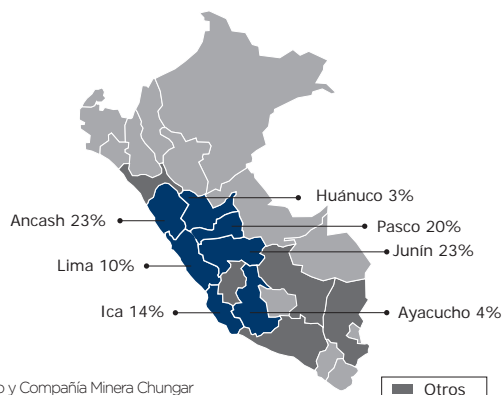 Huánuco 3%
Ancash 23%
Pasco 20%
Junín 23%
Lima 10%
Ica 14%
Ayacucho 4%
y Compañía Minera Chungar
Otros